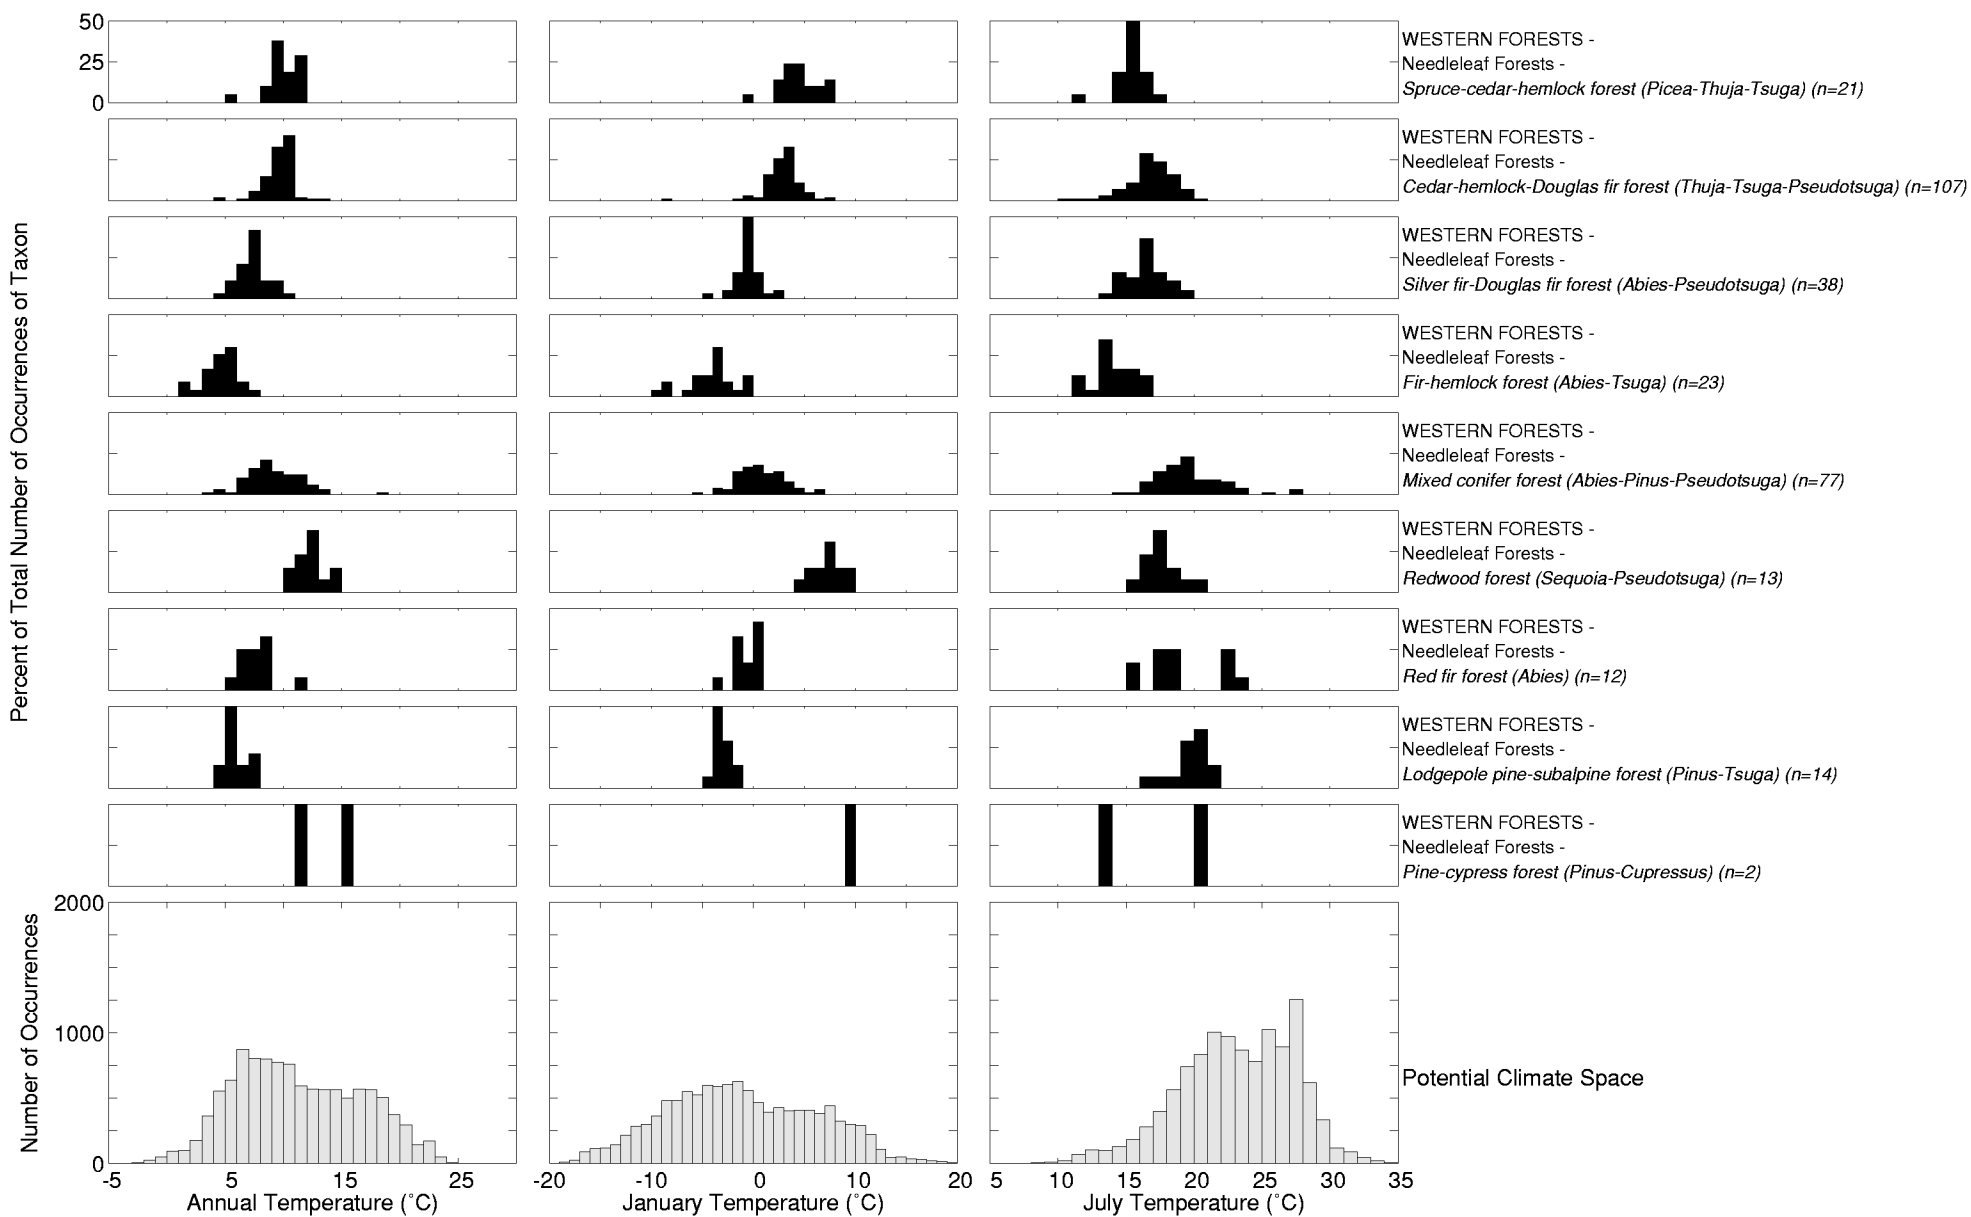 50
25
0
WESTERN FORESTS -
Needleleaf Forests -
Spruce-cedar-hemlock forest (Picea-Thuja-Tsuga) (n=21)
WESTERN FORESTS -
Needleleaf Forests -
Cedar-hemlock-Douglas fir forest (Thuja-Tsuga-Pseudotsuga) (n=107)
WESTERN FORESTS -
Needleleaf Forests -
Silver fir-Douglas fir forest (Abies-Pseudotsuga) (n=38)
WESTERN FORESTS -
Needleleaf Forests -
Fir-hemlock forest (Abies-Tsuga) (n=23)
WESTERN FORESTS -
Needleleaf Forests -
Mixed conifer forest (Abies-Pinus-Pseudotsuga) (n=77)
WESTERN FORESTS -
Needleleaf Forests -
Redwood forest (Sequoia-Pseudotsuga) (n=13)
WESTERN FORESTS -
Needleleaf Forests -
Red fir forest (Abies) (n=12)
WESTERN FORESTS -
Needleleaf Forests -
Lodgepole pine-subalpine forest (Pinus-Tsuga) (n=14)
WESTERN FORESTS -
Needleleaf Forests -
Pine-cypress forest (Pinus-Cupressus) (n=2)
Percent of Total Number of Occurrences of Taxon
2000
1000
0
Number of Occurrences
Potential Climate Space
-5 5 15 25
-20 -10 0 10 20
5 10 15 20 25 30 35
Annual Temperature (˚C)
January Temperature (˚C)
July Temperature (˚C)